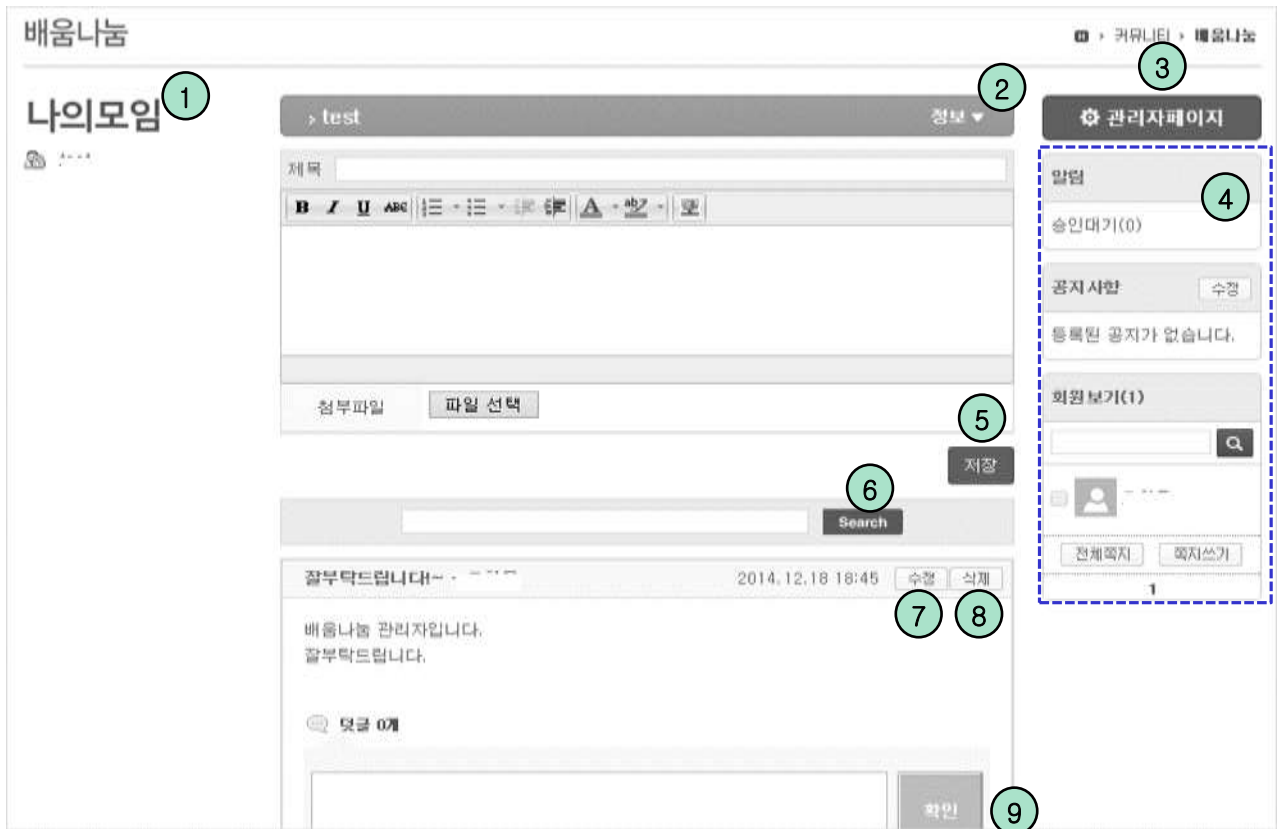 배움나눔
커뮤니티 › 배움나눔
1
2
3
나의모임
› test
정보 ▼
관리자페이지
제목
B I U ABC
알림
4
승인대기(0)
공지사항
수정
등록된 공지가 없습니다.
첨부파일
파일 선택
5
저장
회원보기(1)
6
Search
잘부탁드립니다!~ -
2014.12.18 18:45
수정
삭제
7
8
전체쪽지
쪽지쓰기
1
배움나눔 관리자입니다.
잘부탁드립니다.
덧글 0개
확인
9